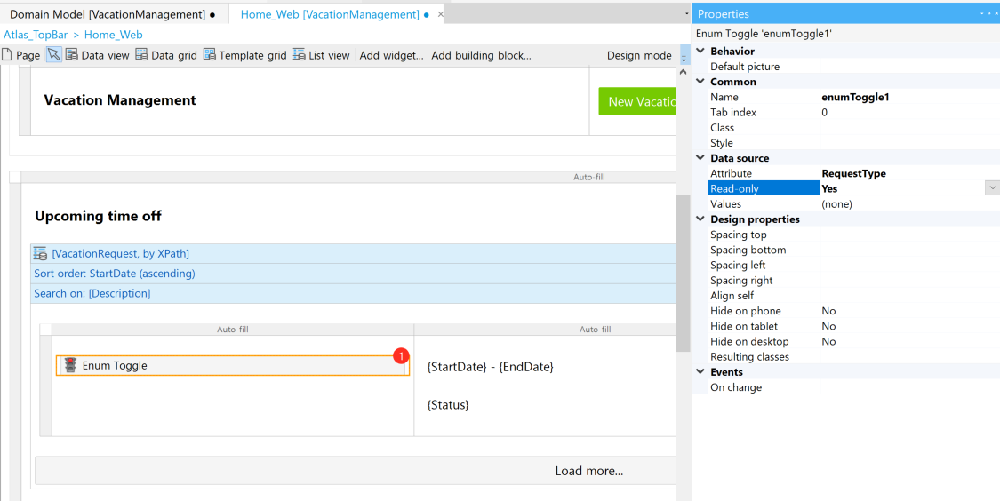 Domain Model [VacationManagement] ●
Home_Web [VacationManagement] ● ×
Atlas_TopBar > Home_Web
Page Data view Data grid Template grid List view Add widget... Add building block... Design mode
Vacation Management
New Vacatio
Auto-fill
Upcoming time off
[VacationRequest, by XPath]
Sort order: StartDate (ascending)
Search on: [Description]
Auto-fill Auto-fill
Enum Toggle
1
{StartDate} - {EndDate}
{Status}
Load more...
Properties
Enum Toggle 'enumToggle1'
Behavior
Default picture
Common
Name enumToggle1
Tab index 0
Class
Style
Data source
Attribute RequestType
Read-only Yes
Values (none)
Design properties
Spacing top
Spacing bottom
Spacing left
Spacing right
Align self
Hide on phone No
Hide on tablet No
Hide on desktop No
Resulting classes
Events
On change